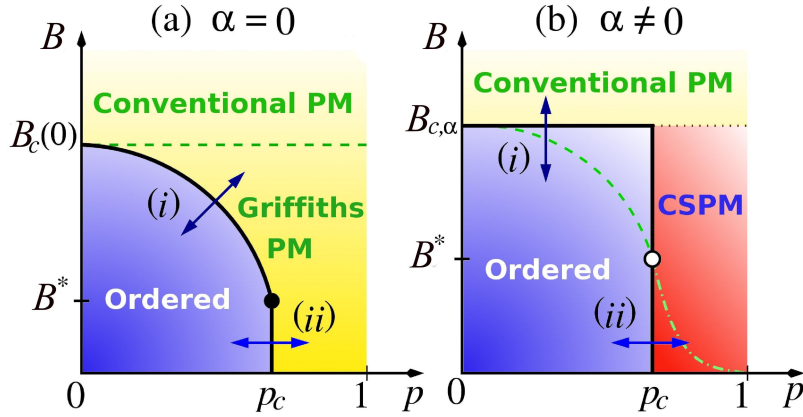 (a) α = 0
B
Conventional PM
B_c(0)
(i)
Griffiths
PM
B*
Ordered
(ii)
0
p_c
1
p
(b) α ≠ 0
B
Conventional PM
B_{c,α}
(i)
CSPM
B*
Ordered
(ii)
0
p_c
1
p